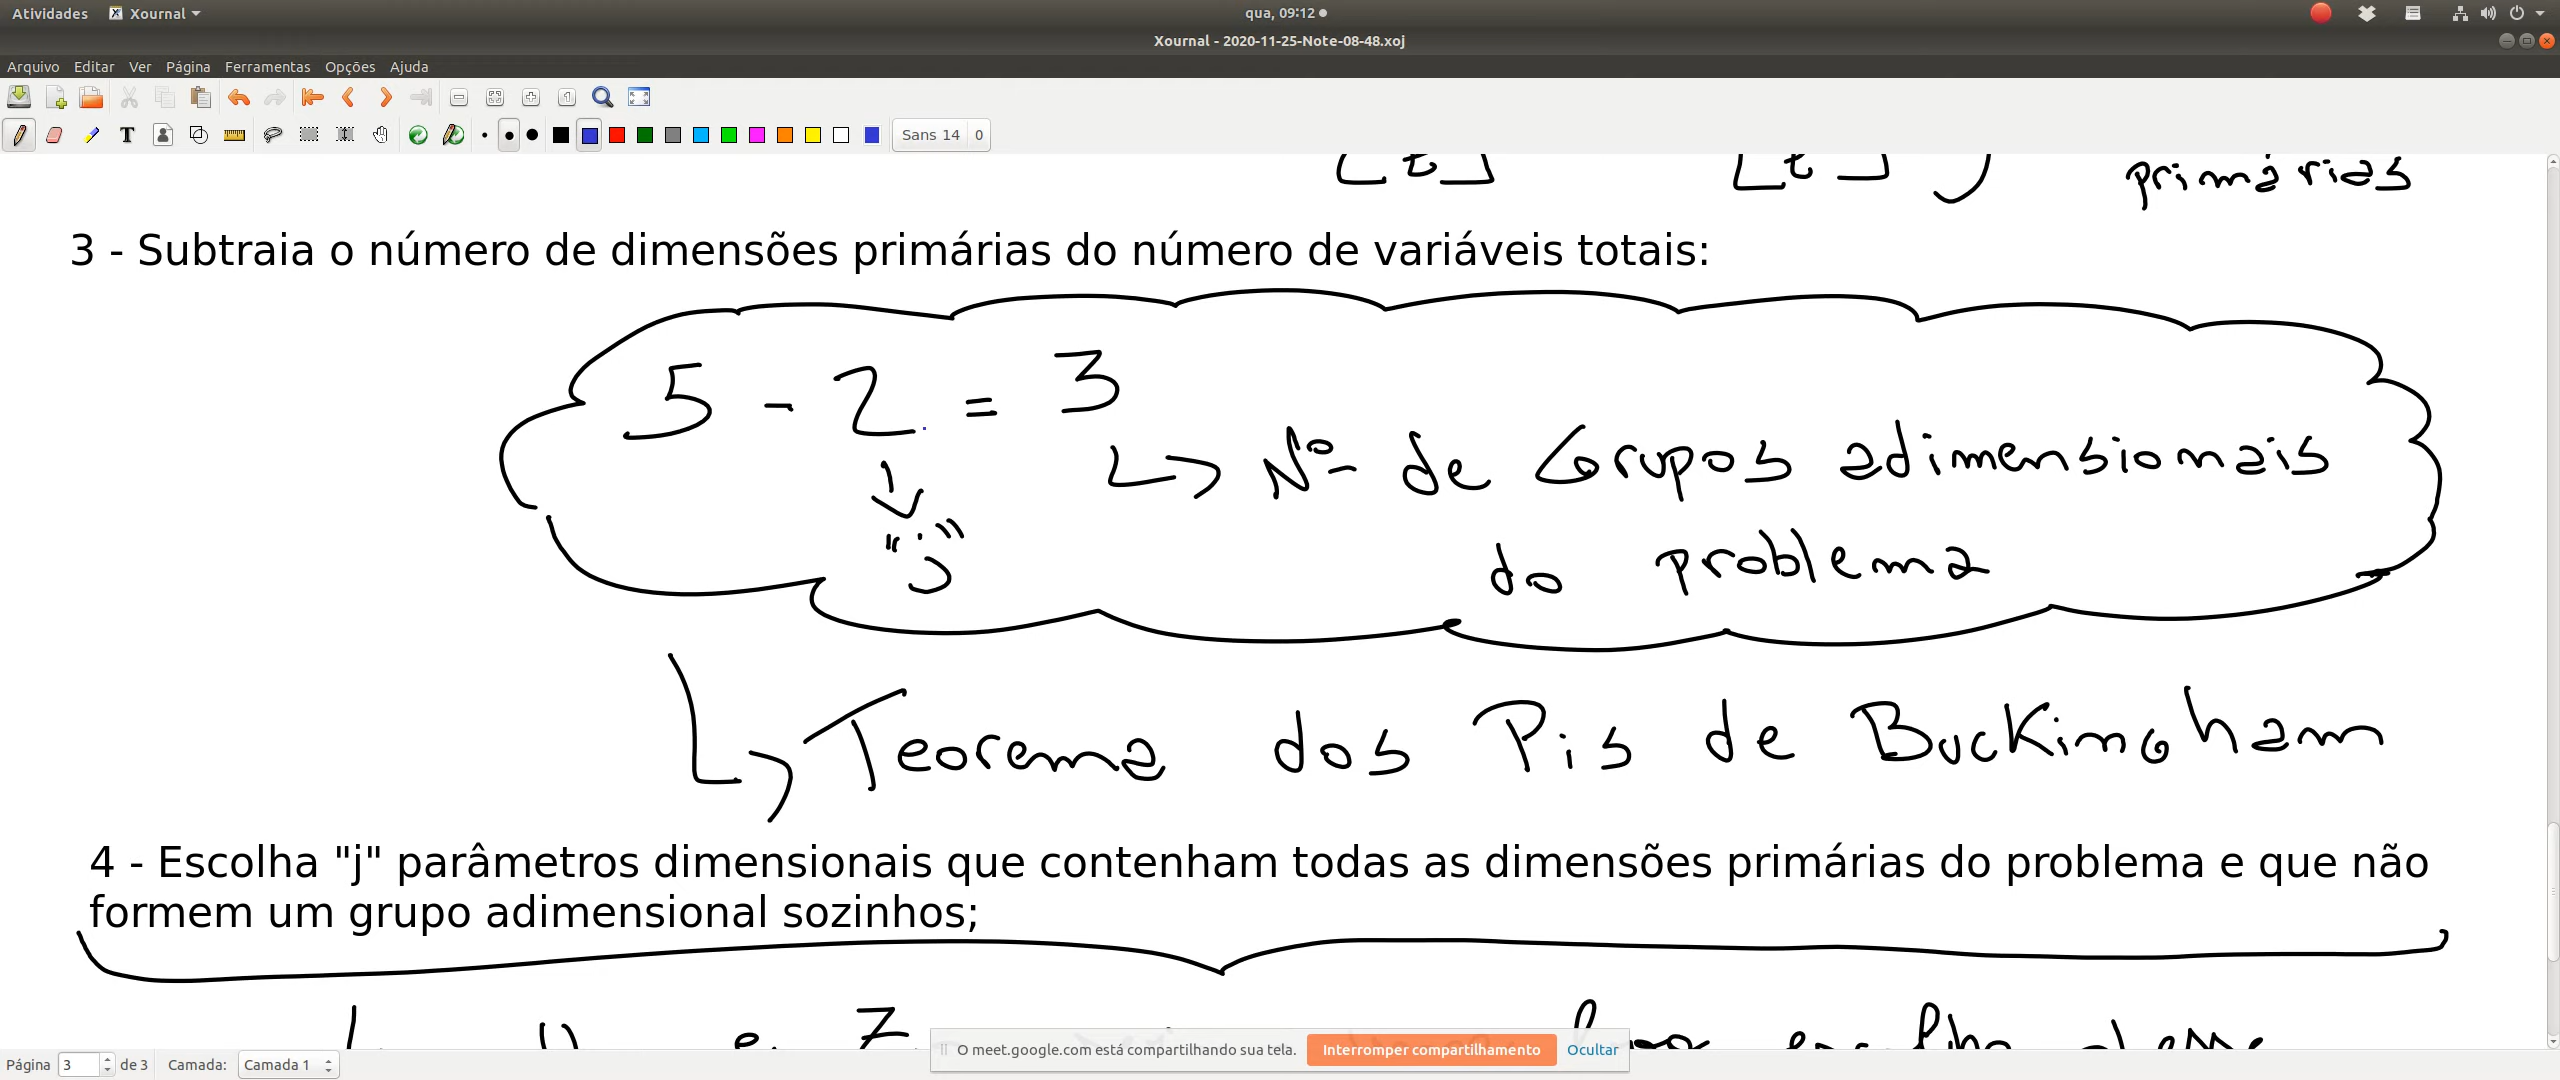 Atividades Xournal qua, 09:12
Xournal - 2020-11-25-Note-08-48.xoj
Arquivo Editar Ver Página Ferramentas Opções Ajuda
Sans 14 0
[t] [t] primárias
3 - Subtraia o número de dimensões primárias do número de variáveis totais:
5 - 2 = 3
↳ Nº de Grupos adimensionais
"j"
do problema
↳ Teorema dos Pis de Buckingham
4 - Escolha "j" parâmetros dimensionais que contenham todas as dimensões primárias do problema e que não
formem um grupo adimensional sozinhos;
O meet.google.com está compartilhando sua tela. Interromper compartilhamento Ocultar
Página 3 de 3 Camada: Camada 1